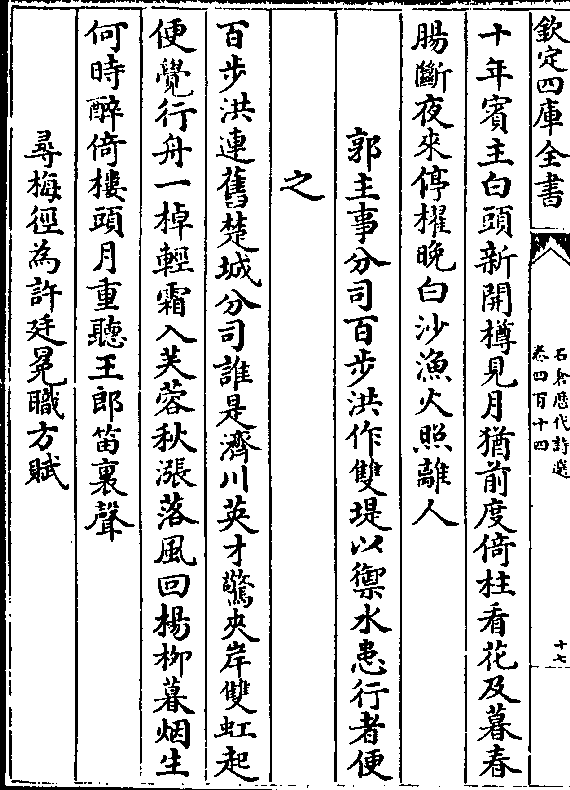 欽定四庫全書
石倉歷代詩選
卷四百十四
十七
十年賓主白頭新開樽見月猶前度倚柱看花及暮春
腸斷夜來停櫂晚白沙漁火照離人
郭主事分司百步洪作雙堤以禦水患行者便
之
百步洪連舊楚城分司誰是濟川英才驚夾岸雙虹起
便覺行舟一棹輕霜入芙蓉秋漲落風回楊柳暮烟生
何時醉倚樓頭月重聽王郎笛裏聲
尋梅徑為許廷冕職方賦